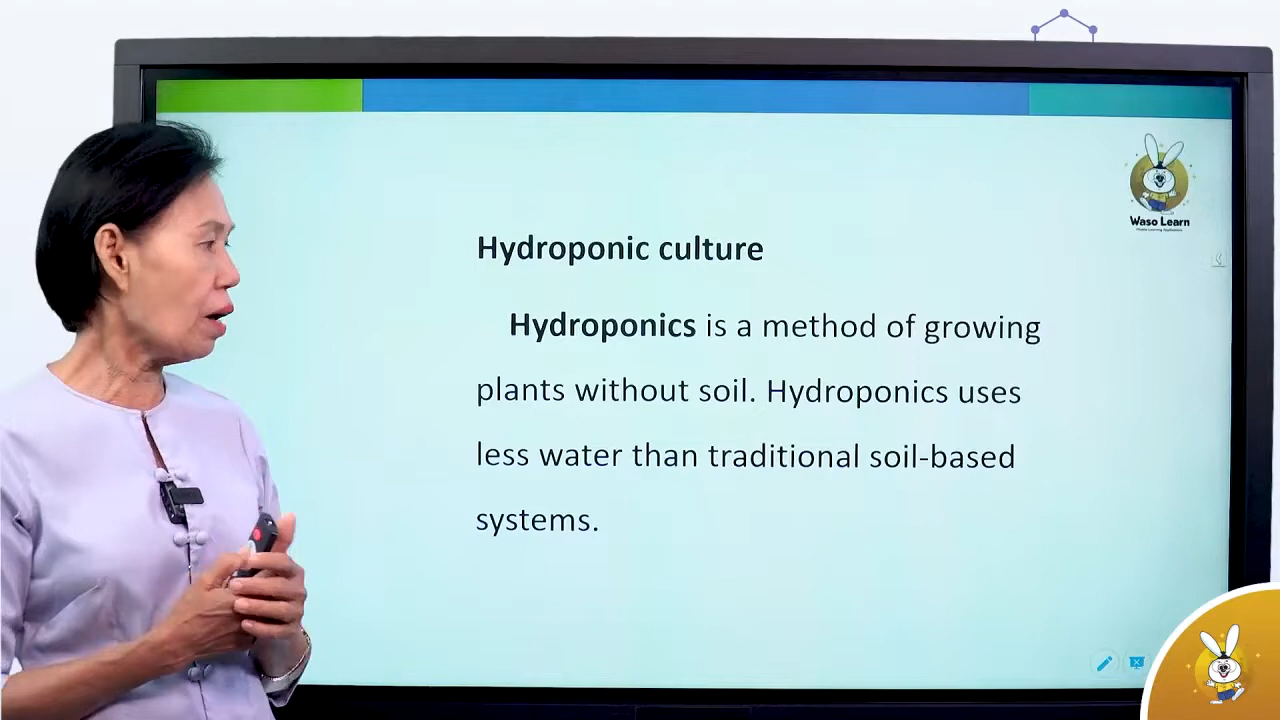 Waso Learn
Hydroponic culture
Hydroponics is a method of growing
plants without soil. Hydroponics uses
less water than traditional soil-based
systems.